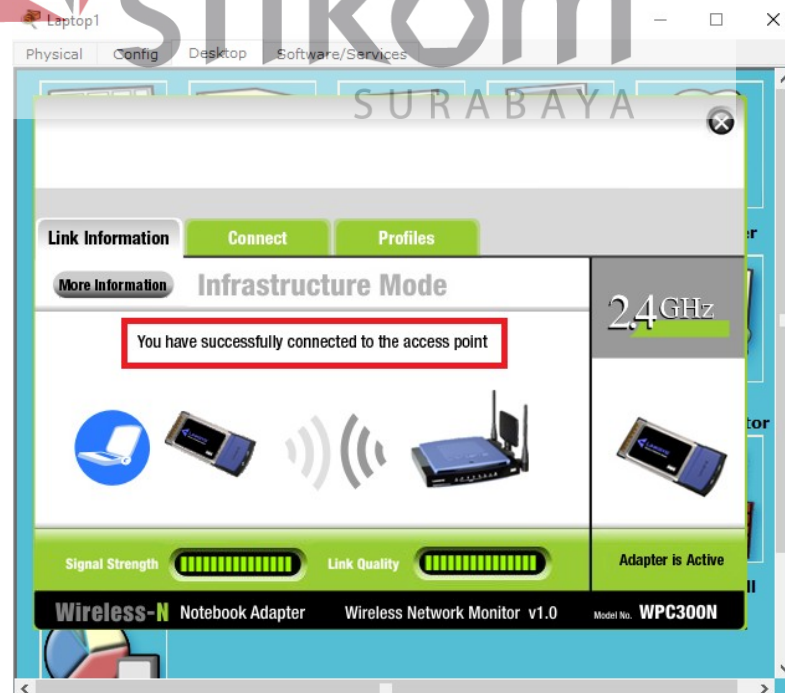 stikom
Laptop1
Physical Config Desktop Software/Services
SURABAYA
Link Information Connect Profiles
More Information Infrastructure Mode
2.4GHz
You have successfully connected to the access point
Signal Strength Link Quality Adapter is Active
Wireless-N Notebook Adapter Wireless Network Monitor v1.0 Model No. WPC300N